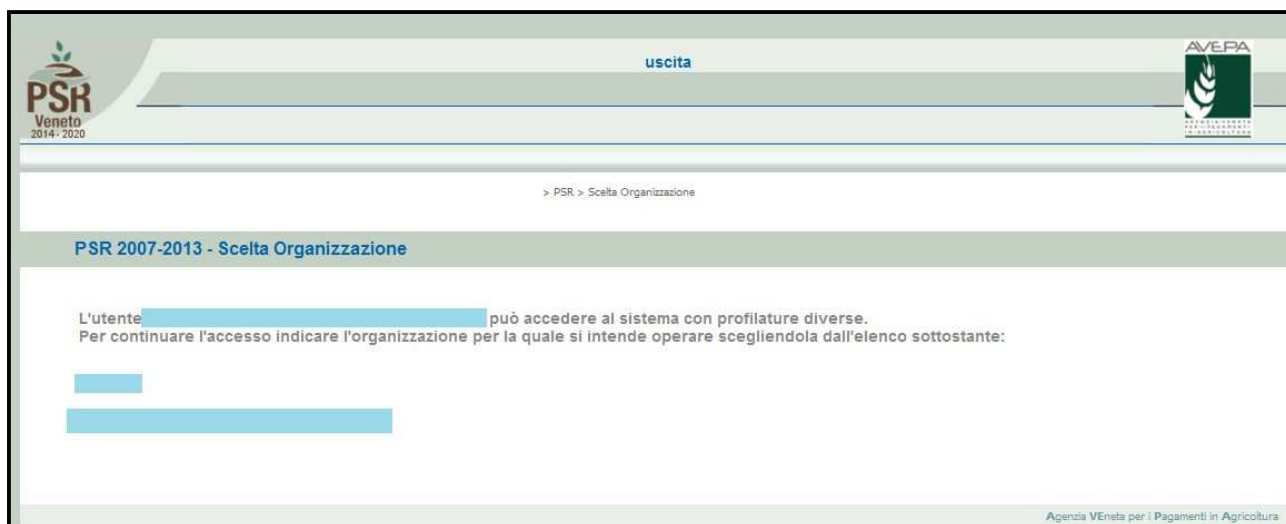 uscita
AVEPA
PSR
Veneto
2014-2020
> PSR > Scelta Organizzazione
PSR 2007-2013 - Scelta Organizzazione
L'utente può accedere al sistema con profilature diverse.
Per continuare l'accesso indicare l'organizzazione per la quale si intende operare scegliendola dall'elenco sottostante:
Agenzia VEneta per i Pagamenti in Agricoltura